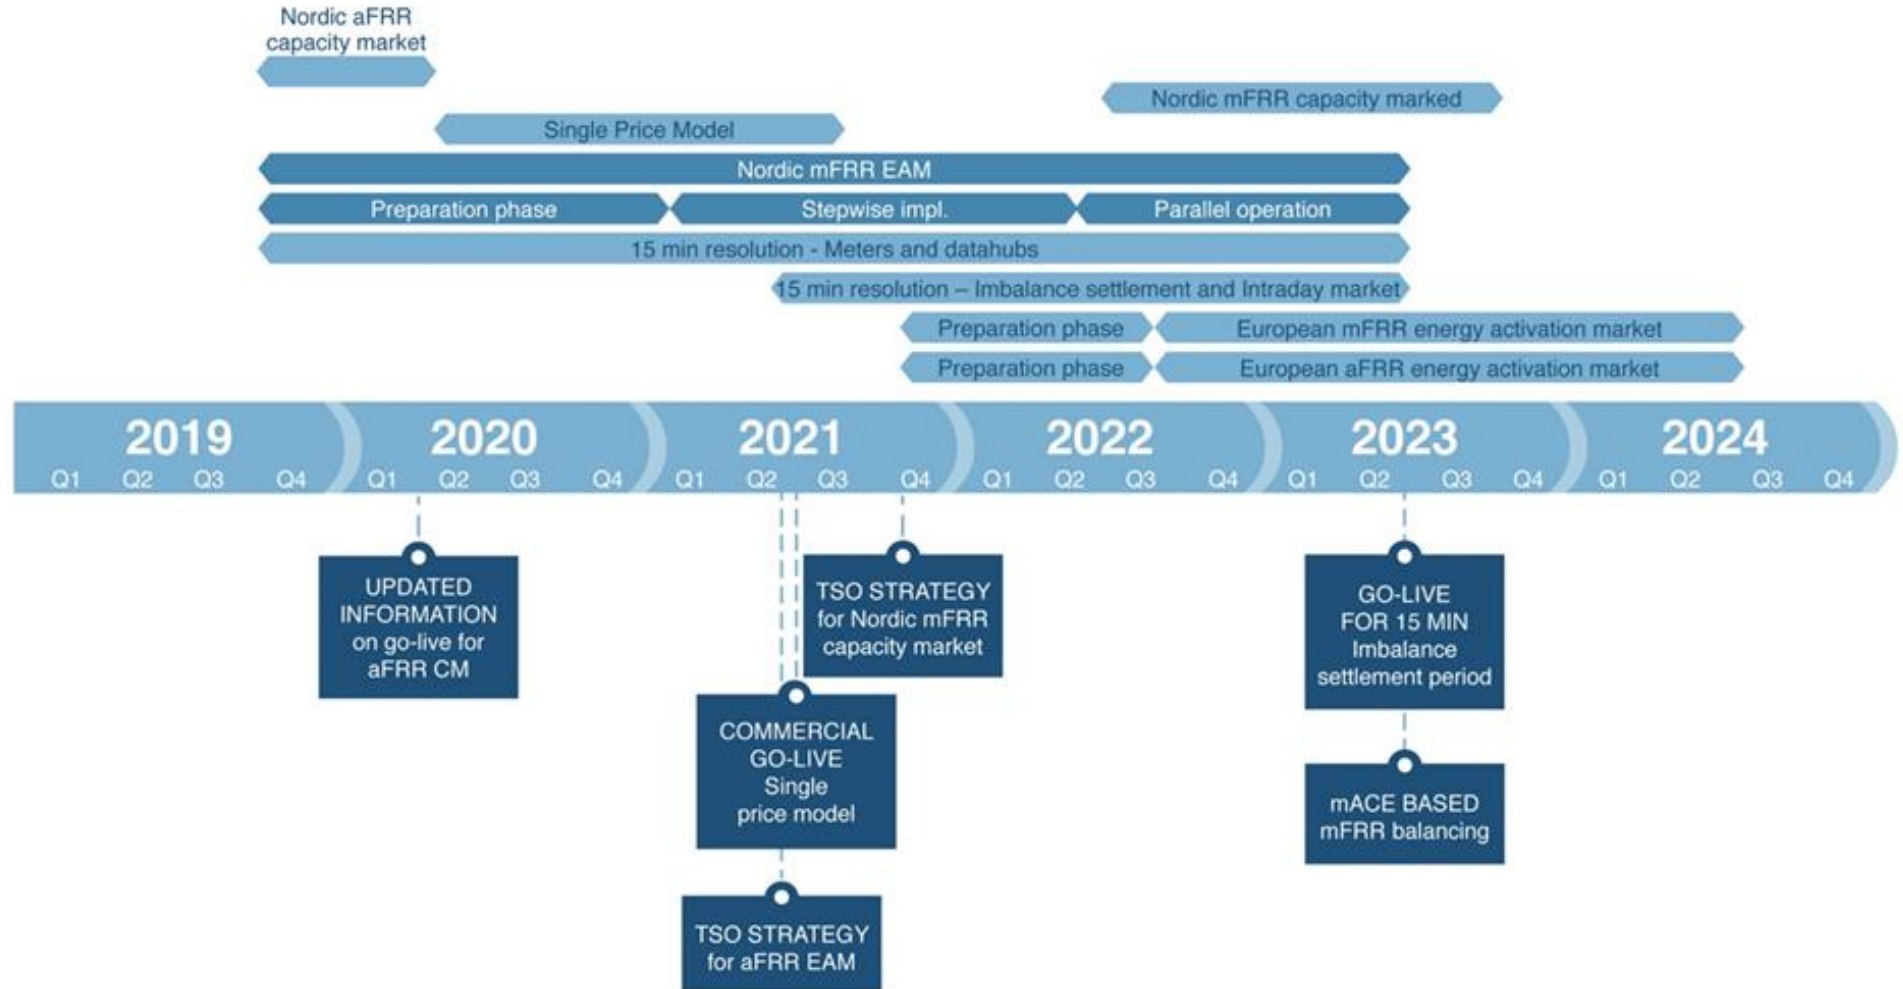 Nordic aFRR
capacity market
Nordic mFRR capacity marked
Single Price Model
Nordic mFRR EAM
Preparation phase
Stepwise impl.
Parallel operation
15 min resolution - Meters and datahubs
15 min resolution – Imbalance settlement and Intraday market
Preparation phase
European mFRR energy activation market
Preparation phase
European aFRR energy activation market
2019
2020
2021
2022
2023
2024
Q1 Q2 Q3 Q4
Q1 Q2 Q3 Q4
Q1 Q2 Q3 Q4
Q1 Q2 Q3 Q4
Q1 Q2 Q3 Q4
Q1 Q2 Q3 Q4
UPDATED
INFORMATION
on go-live for
aFRR CM
COMMERCIAL
GO-LIVE
Single
price model
TSO STRATEGY
for aFRR EAM
TSO STRATEGY
for Nordic mFRR
capacity market
GO-LIVE
FOR 15 MIN
Imbalance
settlement period
mACE BASED
mFRR balancing